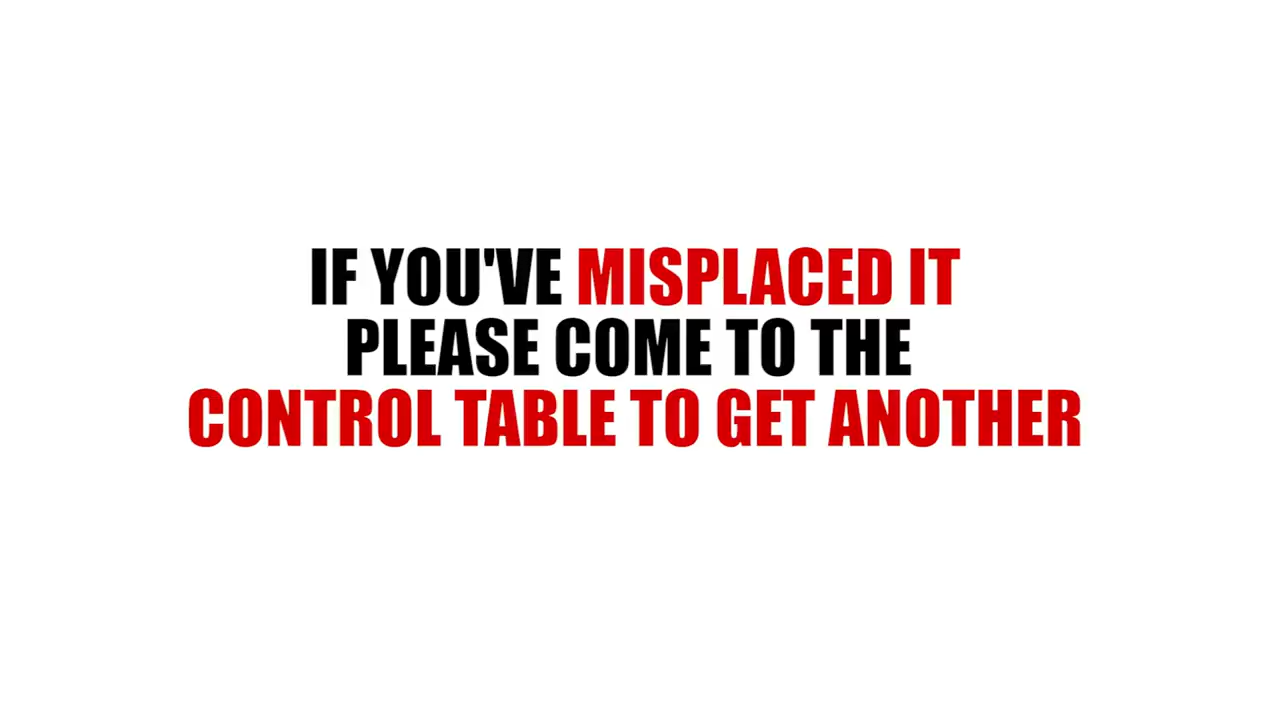 IF YOU'VE MISPLACED IT
PLEASE COME TO THE
CONTROL TABLE TO GET ANOTHER